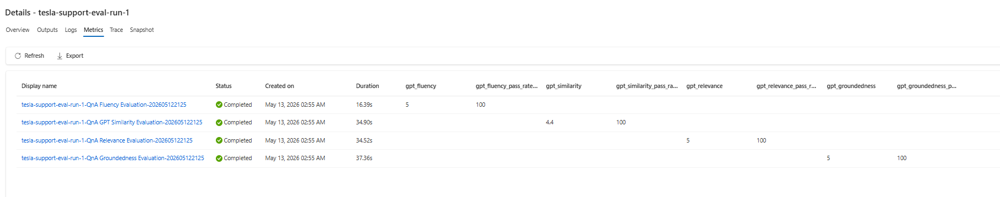 Details - tesla-support-eval-run-1
Overview Outputs Logs Metrics Trace Snapshot
Refresh Export
Display name Status Created on Duration gpt_fluency gpt_fluency_pass_rate... gpt_similarity gpt_similarity_pass_ra... gpt_relevance gpt_relevance_pass_r... gpt_groundedness gpt_groundedness_p...
tesla-support-eval-run-1-QnA Fluency Evaluation-202605122125 Completed May 13, 2026 02:55 AM 16.39s 5 100
tesla-support-eval-run-1-QnA GPT Similarity Evaluation-202605122125 Completed May 13, 2026 02:55 AM 34.90s 4.4 100
tesla-support-eval-run-1-QnA Relevance Evaluation-202605122125 Completed May 13, 2026 02:55 AM 34.52s 5 100
tesla-support-eval-run-1-QnA Groundedness Evaluation-202605122125 Completed May 13, 2026 02:55 AM 37.36s 5 100